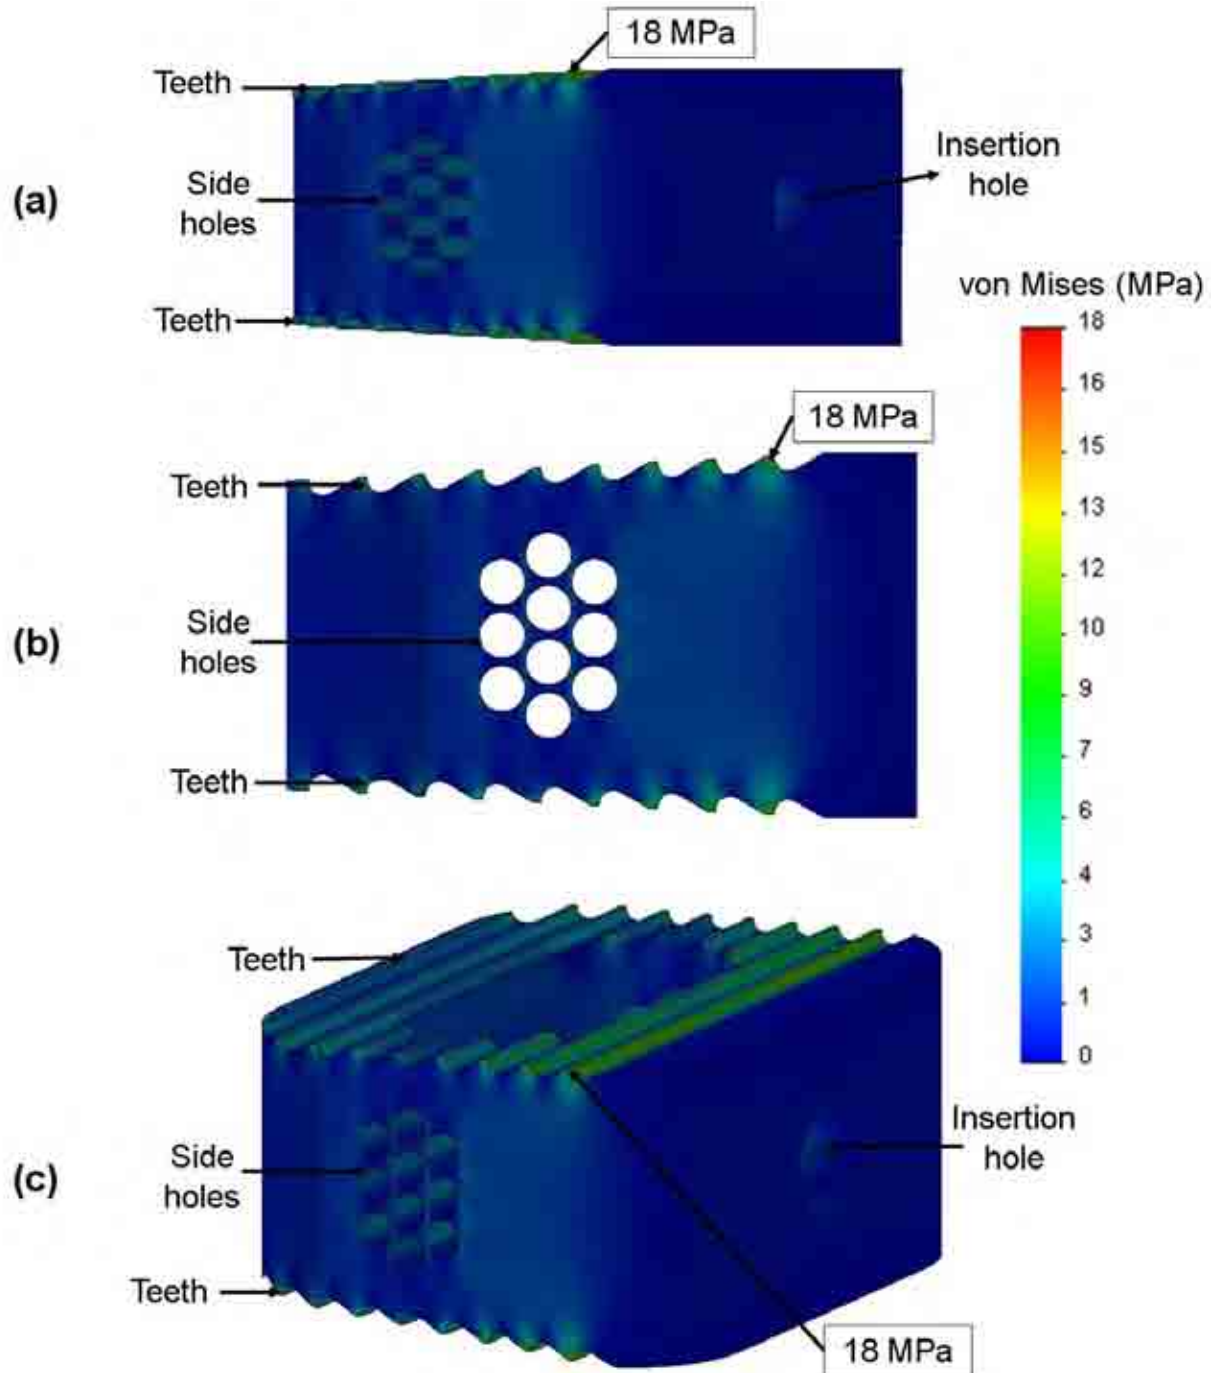 (a)
18 MPa
Teeth
Side
holes
Insertion
hole
Teeth
von Mises (MPa)
18
16
15
13
12
10
9
7
6
4
3
1
0
(b)
18 MPa
Teeth
Side
holes
Teeth
(c)
Teeth
Side
holes
Insertion
hole
Teeth
18 MPa